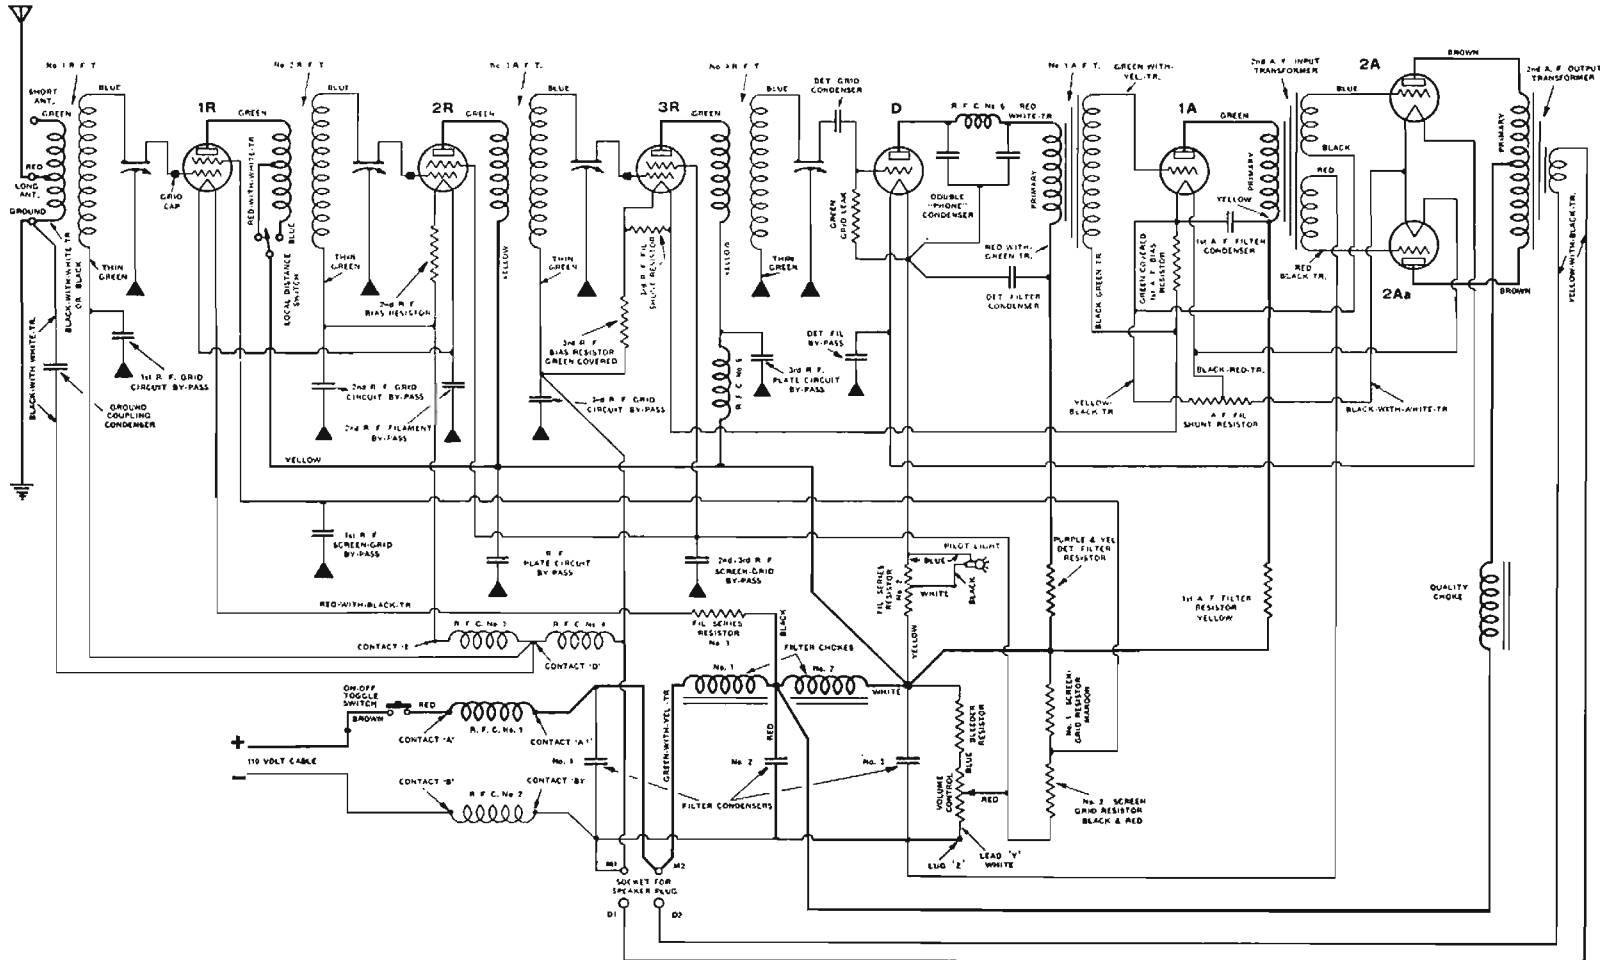 No. 1 R F T.
SHORT
ANT.
GREEN
RED
LONG
ANT.
GROUND
BLUE
THIN
GREEN
BLACK-WITH-WHITE TR
OR BLACK
BLACK-WITH WHITE-TR.
1st R. F. GRID
CIRCUIT BY-PASS
GROUND
COUPLING
CONDENSER
GRID
CAP
1R
GREEN
RED-WITH-WHITE-TR
BLUE
LOCAL DISTANCE
SWITCH
No 2 R F T
BLUE
THIN
GREEN
2nd R. F.
BIAS RESISTOR
2nd R. F. GRID
CIRCUIT BY-PASS
2nd R. F. FILAMENT
BY-PASS
2R
GREEN
YELLOW
No 3 R F T.
BLUE
THIN
GREEN
3rd R. F. FIL
SHUNT RESISTOR
3rd R. F.
BIAS RESISTOR
GREEN COVERED
3rd R F GRID
CIRCUIT BY-PASS
3R
GREEN
YELLOW
No 4 R F T
BLUE
THIN
GREEN
R F C No 5
3rd R. F.
PLATE CIRCUIT
BY-PASS
DET GRID
CONDENSER
GREEN
GRID LEAK
DET FIL
BY-PASS
D
R F C No 6
RED
WHITE-TR
DOUBLE
"PHONE"
CONDENSER
PRIMARY
RED WITH-
GREEN TR.
DET FILTER
CONDENSER
No 1 A F T.
GREEN WITH-
YEL.-TR.
BLACK GREEN TR
YELLOW-
BLACK TR
1A
GREEN
PRIMARY
YELLOW
1st A. F. FILTER
CONDENSER
GREEN COVERED
1st A. F. BIAS
RESISTOR
BLACK-RED-TR.
A F FIL
SHUNT RESISTOR
2nd A. F. INPUT
TRANSFORMER
BLUE
BLACK
RED
RED
BLACK TR.
BLACK-WITH-WHITE-TR
2A
2Aa
BROWN
BROWN
PRIMARY
2nd A. F. OUTPUT
TRANSFORMER
YELLOW-WITH-BLACK-TR.
YELLOW
1st R. F.
SCREEN-GRID
BY-PASS
R F
PLATE CIRCUIT
BY-PASS
2nd-3rd R F
SCREEN-GRID
BY-PASS
PILOT LIGHT
BLUE
WHITE
BLACK
FIL SERIES
RESISTOR
No. 2
YELLOW
PURPLE & YEL
DET. FILTER
RESISTOR
1st A. F. FILTER
RESISTOR
YELLOW
QUALITY
CHOKE
RED-WITH-BLACK-TR
FIL SERIES
RESISTOR
No. 1
BLACK
R. F. C. No. 3
R. F. C. No 4
CONTACT 'E'
CONTACT 'D'
FILTER CHOKES
No. 1
No. 2
WHITE
GREEN-WITH-YEL.-TR
RED
ON-OFF
TOGGLE
SWITCH
BROWN
RED
R. F. C. No. 1
CONTACT 'A'
CONTACT 'A1'
+
110 VOLT CABLE
−
CONTACT 'B'
CONTACT 'B1'
R. F. C. No. 2
No. 1
No. 2
No. 3
FILTER CONDENSERS
BLEEDER
RESISTOR
BLUE
VOLUME
CONTROL
RED
LUG 'Z'
LEAD 'Y'
WHITE
No. 1 SCREEN-
GRID RESISTOR
MAROON
No. 2 SCREEN
GRID RESISTOR
BLACK & RED
M1
M2
SOCKET FOR
SPEAKER PLUG
D1
D2